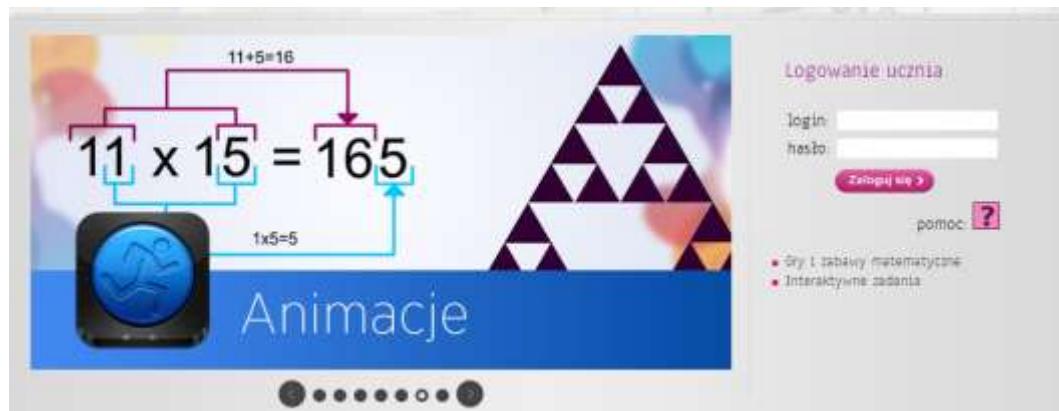 11+5=16
11 x 15 = 165
1x5=5
Animacje
Logowanie ucznia
login:
hasło:
Zaloguj się >
pomoc: ?
Gry i zabawy matematyczne
Interaktywne zadania